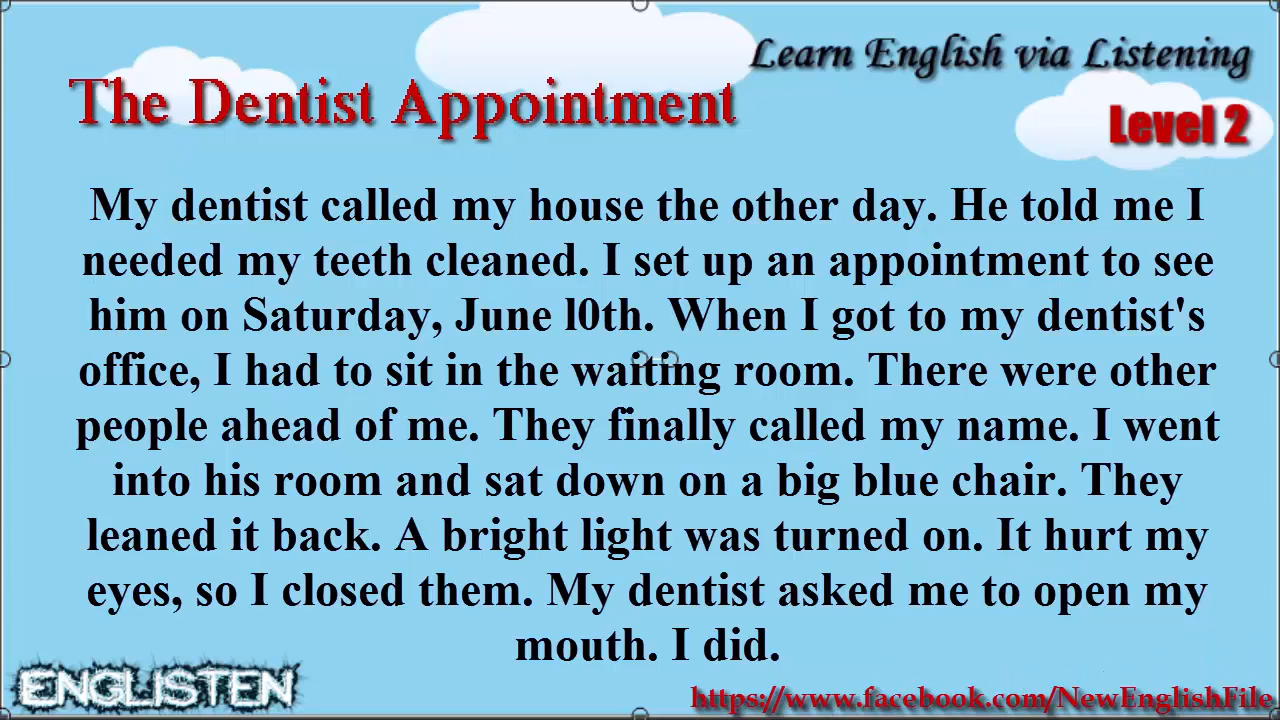 Learn English via Listening
The Dentist Appointment
Level 2
My dentist called my house the other day. He told me I
needed my teeth cleaned. I set up an appointment to see
him on Saturday, June l0th. When I got to my dentist's
office, I had to sit in the waiting room. There were other
people ahead of me. They finally called my name. I went
into his room and sat down on a big blue chair. They
leaned it back. A bright light was turned on. It hurt my
eyes, so I closed them. My dentist asked me to open my
mouth. I did.
ENGLISTEN
https://www.facebook.com/NewEnglishFile